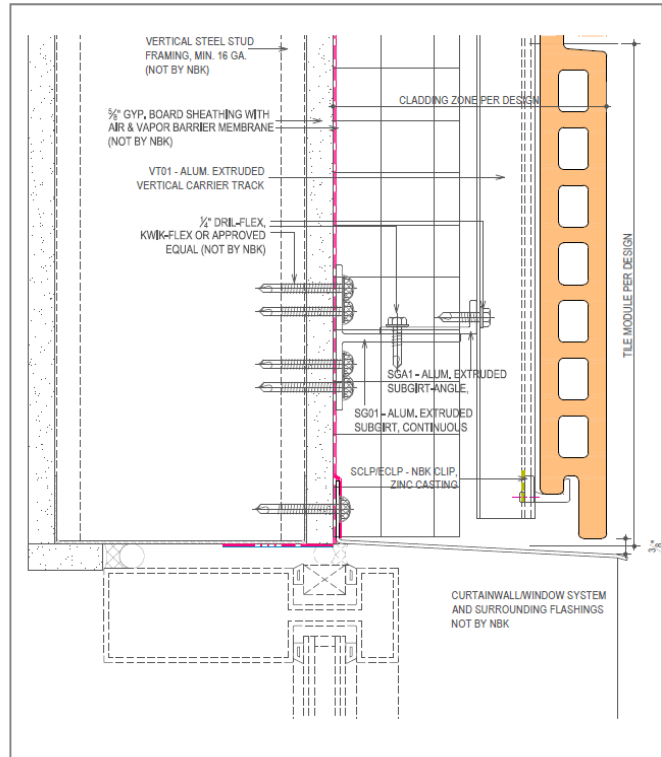 VERTICAL STEEL STUD
FRAMING, MIN. 16 GA.
(NOT BY NBK)
⅝" GYP. BOARD SHEATHING WITH
AIR & VAPOR BARRIER MEMBRANE
(NOT BY NBK)
CLADDING ZONE PER DESIGN
VT01 - ALUM. EXTRUDED
VERTICAL CARRIER TRACK
¼" DRIL-FLEX,
KWIK-FLEX OR APPROVED
EQUAL (NOT BY NBK)
TILE MODULE PER DESIGN
SGA1 - ALUM. EXTRUDED
SUBGIRT-ANGLE,
SG01 - ALUM. EXTRUDED
SUBGIRT, CONTINUOUS
SCLP/ECLP - NBK CLIP,
ZINC CASTING
⅜"
CURTAINWALL/WINDOW SYSTEM
AND SURROUNDING FLASHINGS
NOT BY NBK